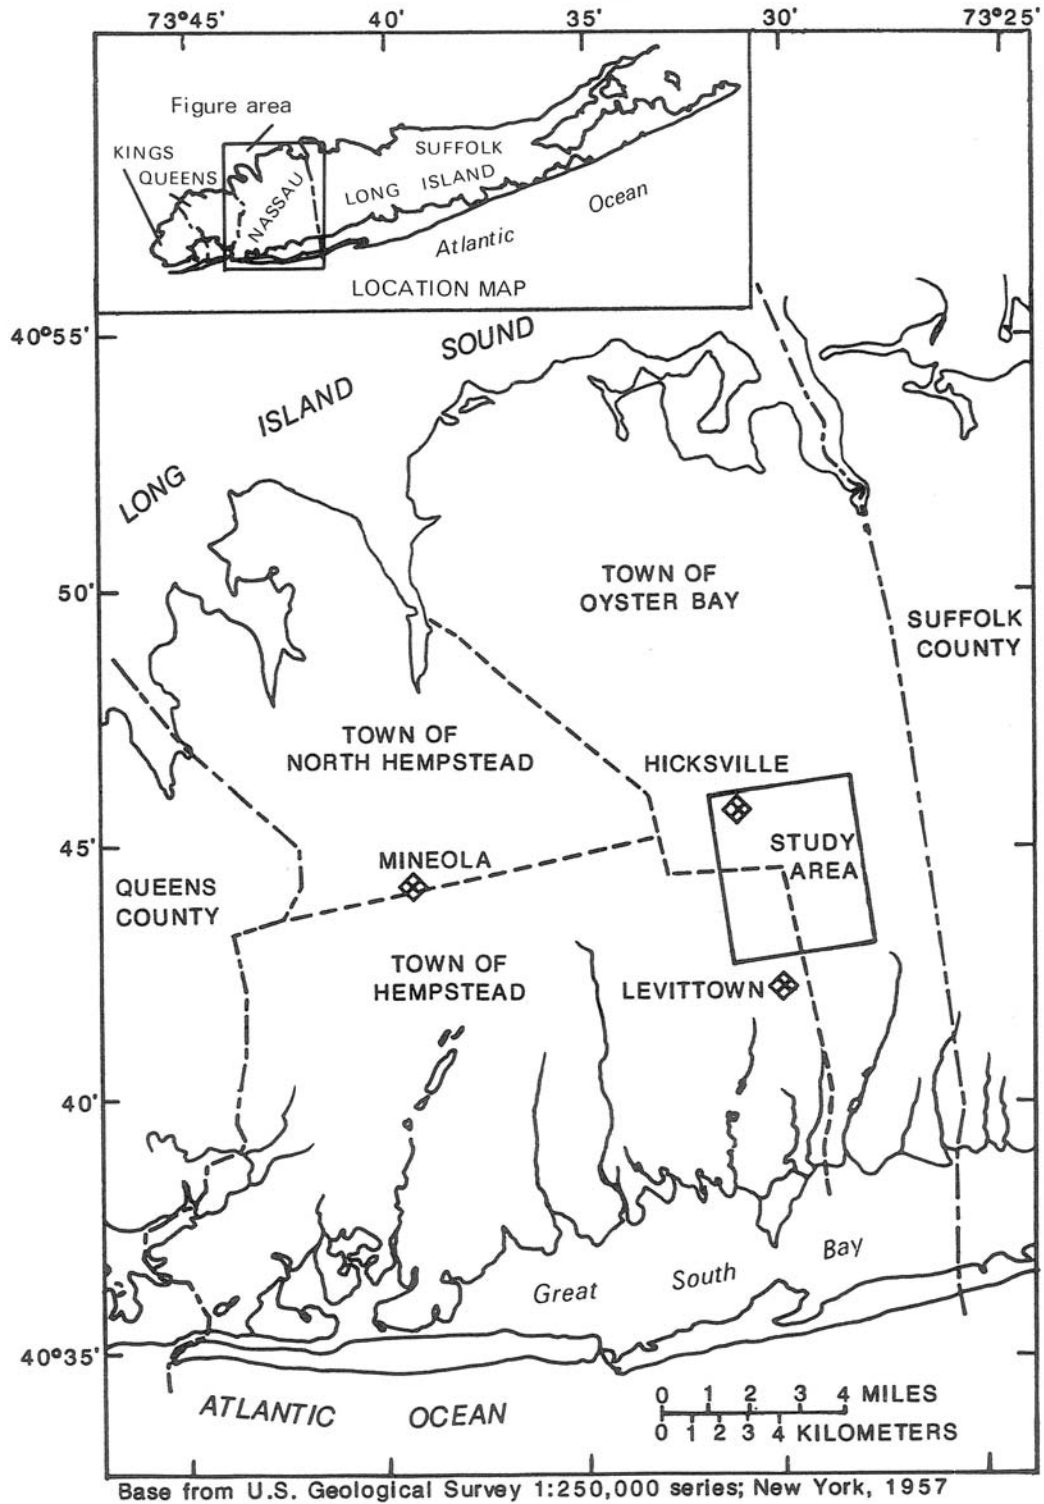 73°45' 40' 35' 30' 73°25'
Figure area
KINGS
QUEENS
NASSAU
SUFFOLK
LONG ISLAND
Atlantic Ocean
LOCATION MAP
40°55'
LONG ISLAND SOUND
50'
TOWN OF
OYSTER BAY
SUFFOLK
COUNTY
TOWN OF
NORTH HEMPSTEAD
HICKSVILLE
45'
MINEOLA
STUDY
AREA
QUEENS
COUNTY
TOWN OF
HEMPSTEAD
LEVITTOWN
40'
Great South Bay
40°35'
ATLANTIC OCEAN
0 1 2 3 4 MILES
0 1 2 3 4 KILOMETERS
Base from U.S. Geological Survey 1:250,000 series; New York, 1957